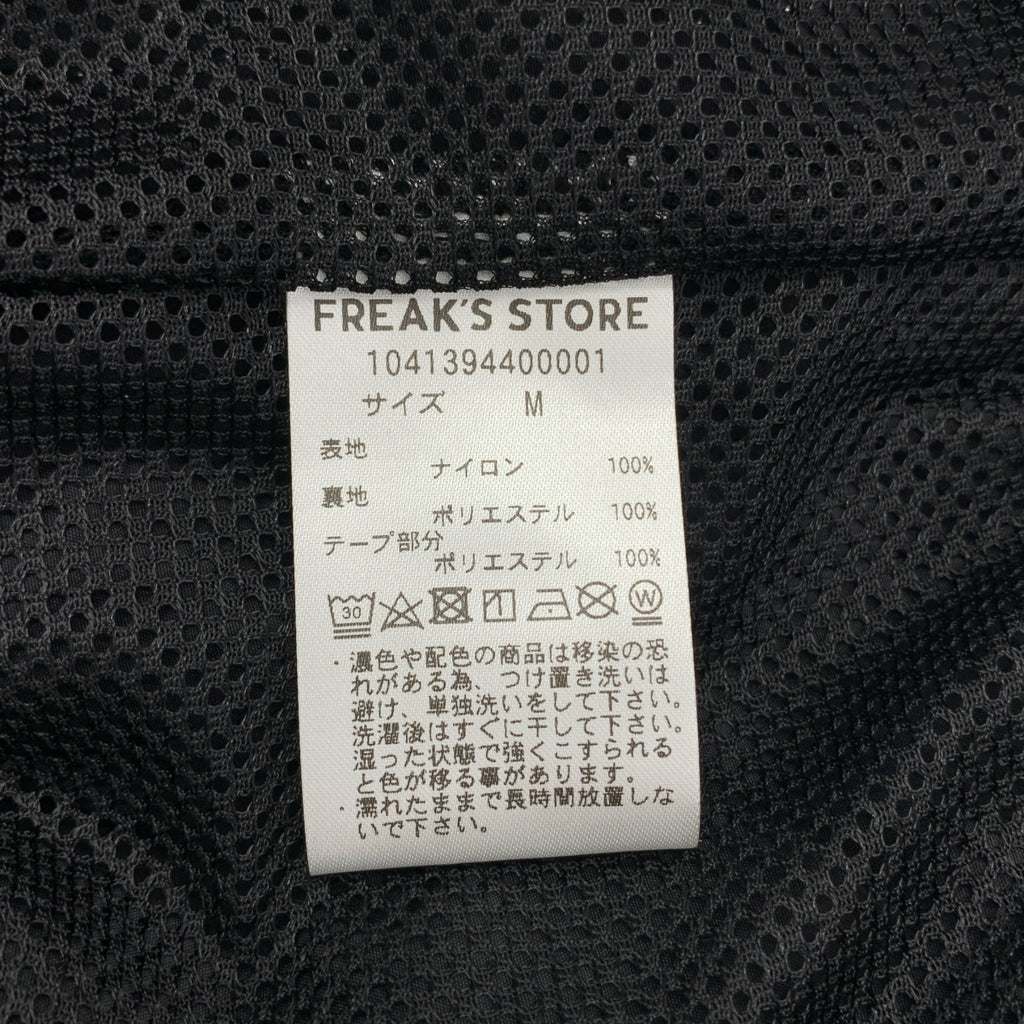 FREAK'S STORE
1041394400001
サイズ M
表地
ナイロン 100%
裏地
ポリエステル 100%
テープ部分
ポリエステル 100%
30 W
・濃色や配色の商品は移染の恐
れがある為、つけ置き洗いは
避け、単独洗いをして下さい。
洗濯後はすぐに干して下さい。
湿った状態で強くこすられる
と色が移る事があります。
・濡れたままで長時間放置しな
いで下さい。